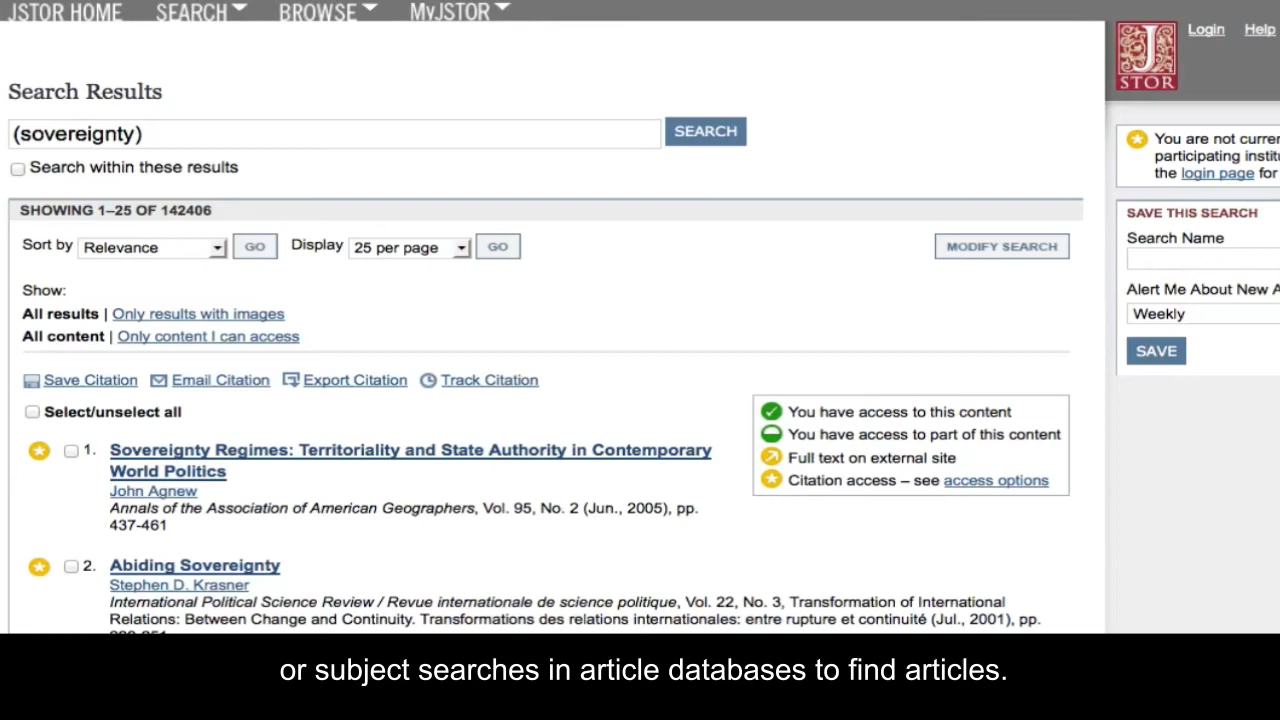 JSTOR HOME SEARCH BROWSE MyJSTOR
Login Help
J
STOR
Search Results
(sovereignty) SEARCH
Search within these results
You are not
participating
the login page for
SHOWING 1–25 OF 142406
SAVE THIS SEARCH
Search Name
Sort by Relevance GO Display 25 per page GO MODIFY SEARCH
Show:
All results | Only results with images
All content | Only content I can access
Alert Me About New A
Weekly
SAVE
Save Citation Email Citation Export Citation Track Citation
Select/unselect all
You have access to this content
You have access to part of this content
Full text on external site
Citation access – see access options
1. Sovereignty Regimes: Territoriality and State Authority in Contemporary
World Politics
John Agnew
Annals of the Association of American Geographers, Vol. 95, No. 2 (Jun., 2005), pp.
437-461
2. Abiding Sovereignty
Stephen D. Krasner
International Political Science Review / Revue internationale de science politique, Vol. 22, No. 3, Transformation of International
Relations: Between Change and Continuity. Transformations des relations internationales: entre rupture et continuité (Jul., 2001), pp.
or subject searches in article databases to find articles.